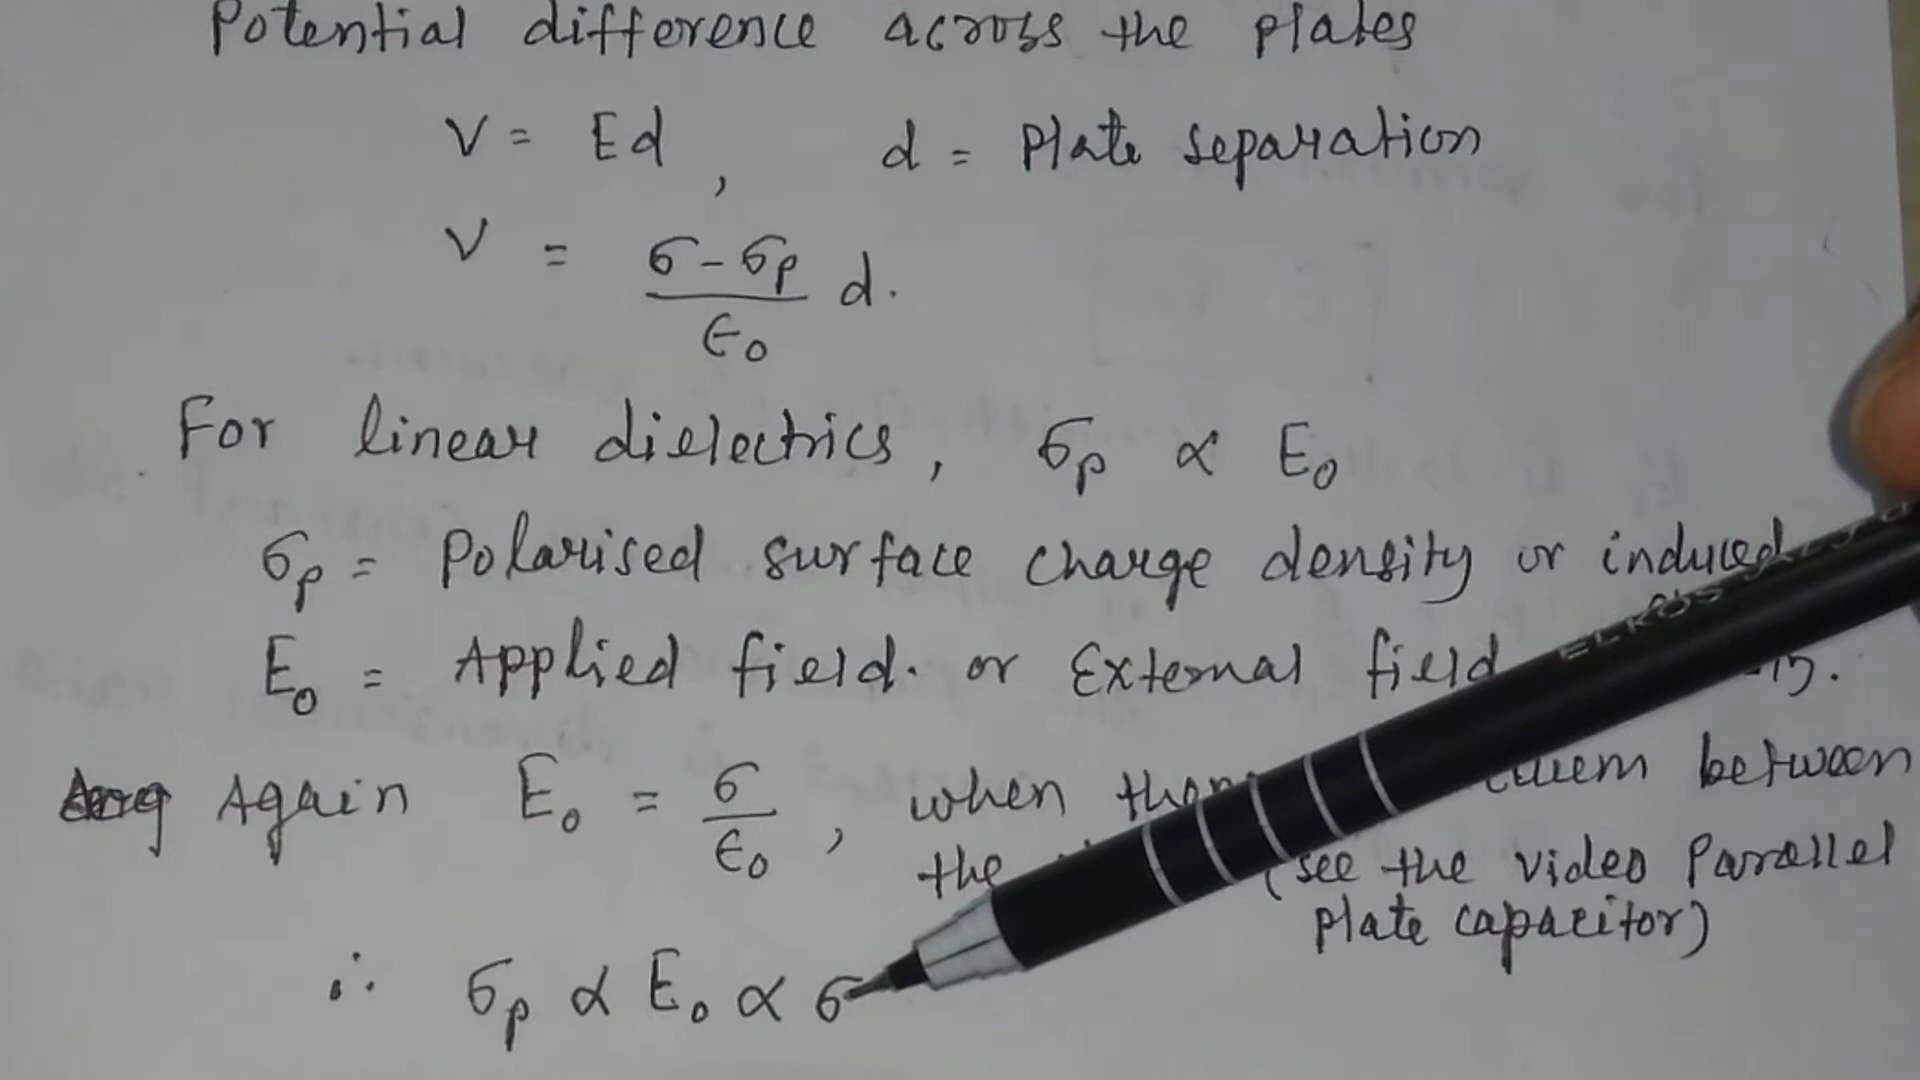 Potential difference across the plates
V = Ed, d = Plate separation
V = σ - σp / ϵ0 d.
For linear dielectrics, σp ∝ E0
σp = Polarised surface charge density or induced
E0 = Applied field. or External field
Again E0 = σ / ϵ0, when between
the (see the video Parallel
Plate capacitor)
∴ σp ∝ E0 ∝ σ
ELKOS